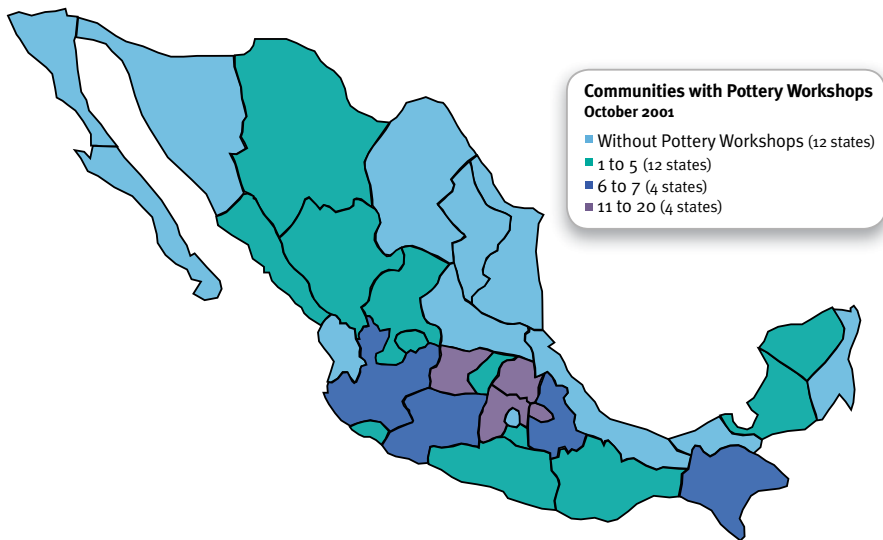 Communities with Pottery Workshops
October 2001
Without Pottery Workshops (12 states)
1 to 5 (12 states)
6 to 7 (4 states)
11 to 20 (4 states)